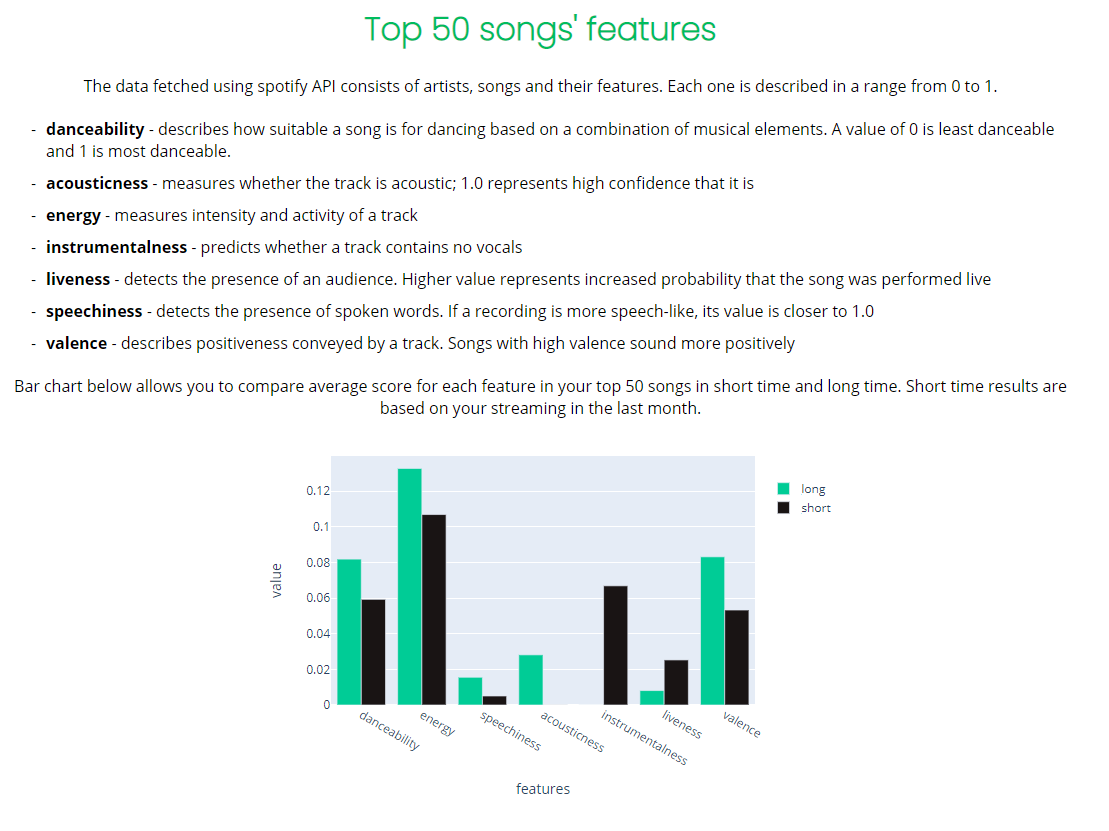 Top 50 songs' features
The data fetched using spotify API consists of artists, songs and their features. Each one is described in a range from 0 to 1.
- danceability - describes how suitable a song is for dancing based on a combination of musical elements. A value of 0 is least danceable
and 1 is most danceable.
- acousticness - measures whether the track is acoustic; 1.0 represents high confidence that it is
- energy - measures intensity and activity of a track
- instrumentalness - predicts whether a track contains no vocals
- liveness - detects the presence of an audience. Higher value represents increased probability that the song was performed live
- speechiness - detects the presence of spoken words. If a recording is more speech-like, its value is closer to 1.0
- valence - describes positiveness conveyed by a track. Songs with high valence sound more positively
Bar chart below allows you to compare average score for each feature in your top 50 songs in short time and long time. Short time results are
based on your streaming in the last month.
long
short
0.12
0.1
0.08
0.06
0.04
0.02
0
value
danceability
energy
speechiness
acousticness
instrumentalness
liveness
valence
features